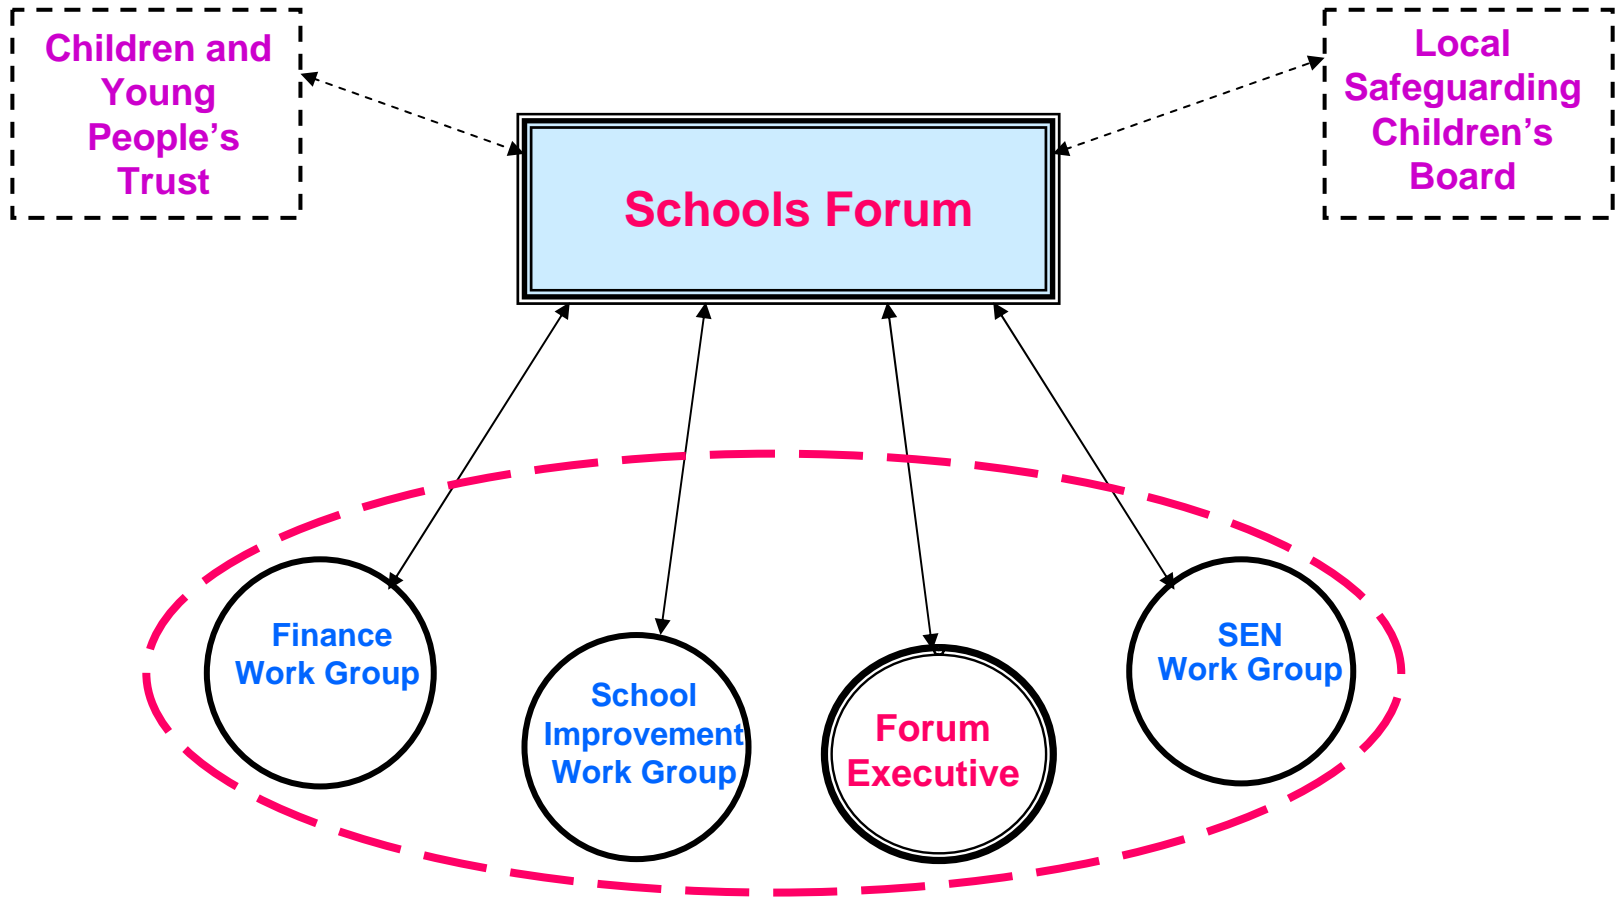 Children and
Young
People’s
Trust
Local
Safeguarding
Children’s
Board
Schools Forum
Finance
Work Group
School
Improvement
Work Group
Forum
Executive
SEN
Work Group